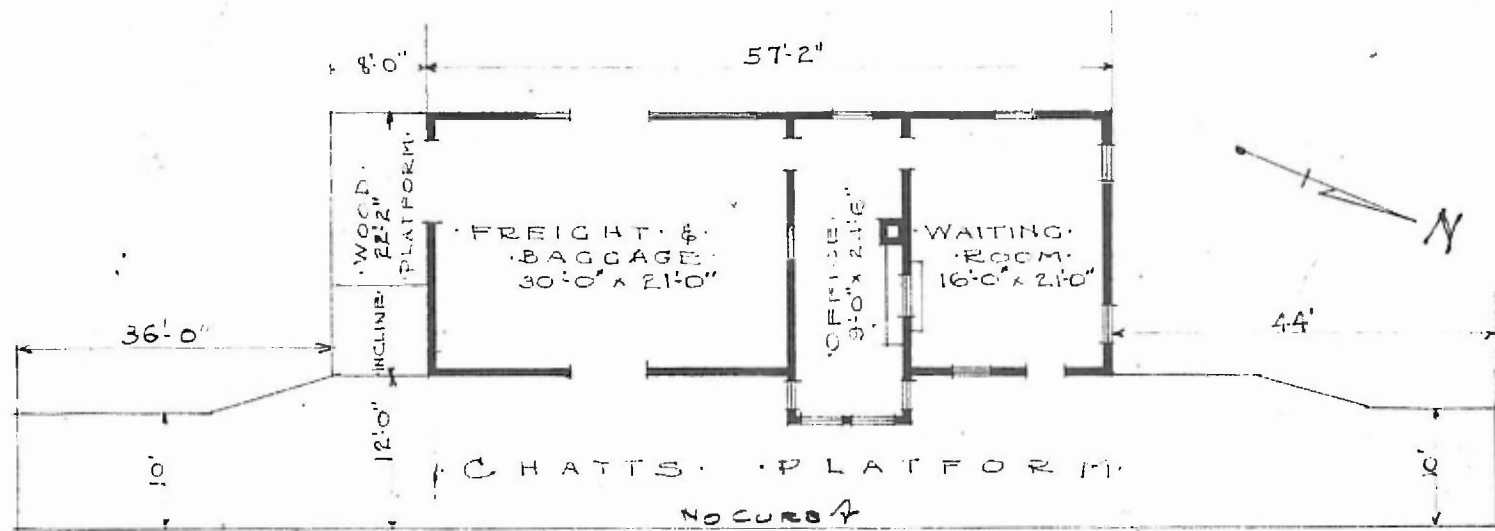 8'-0"
57'-2"
·WOOD·
22'-2"
PLATFORM·
INCLINE·
·FREIGHT· &·
·BAGGAGE·
30'-0" x 21'-0"
·OFFISE·
9'-0" x 21'-6"
·WAITING·
·ROOM·
16'-0" x 21'-0"
N
36'-0"
44'
10'
12'-0"
10'
·CHATTS· ·PLATFORM·
NO CURB